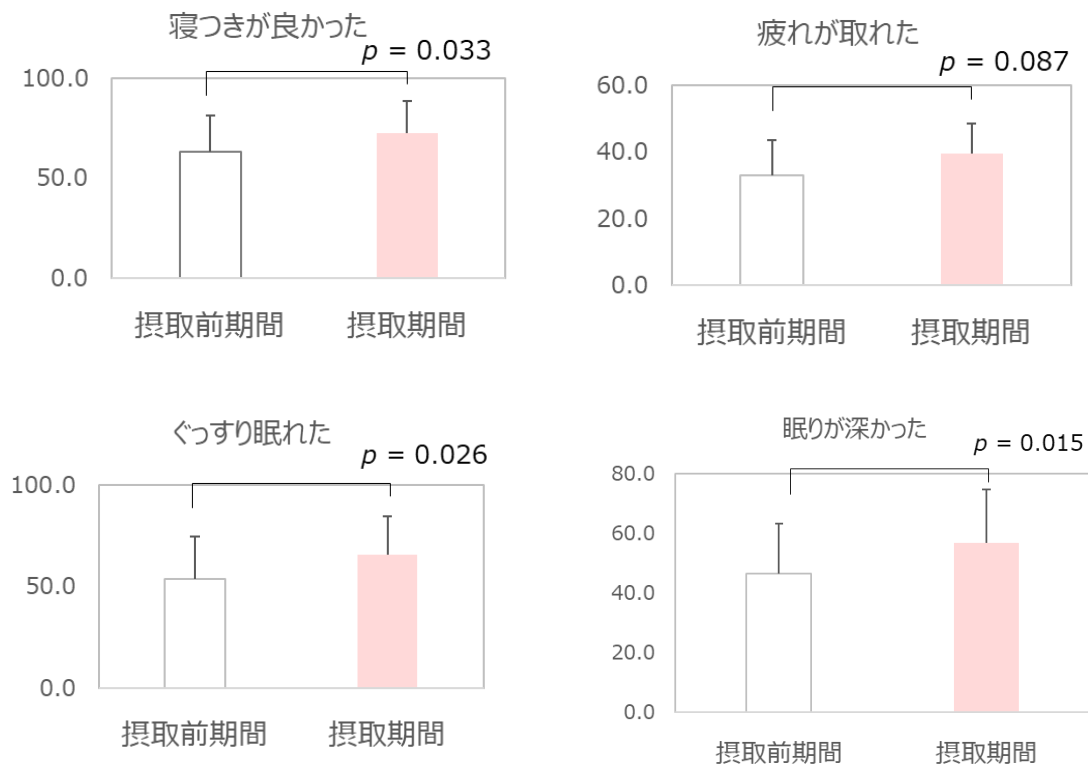 寝つきが良かった
p = 0.033
100.0
50.0
0.0
摂取前期間 摂取期間
疲れが取れた
p = 0.087
60.0
40.0
20.0
0.0
摂取前期間 摂取期間
ぐっすり眠れた
p = 0.026
100.0
50.0
0.0
摂取前期間 摂取期間
眠りが深かった
p = 0.015
80.0
60.0
40.0
20.0
0.0
摂取前期間 摂取期間